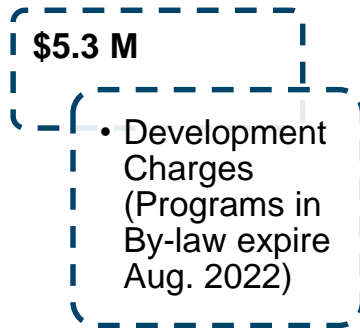 $5.3 M
• Development
Charges
(Programs in
By-law expire
Aug. 2022)